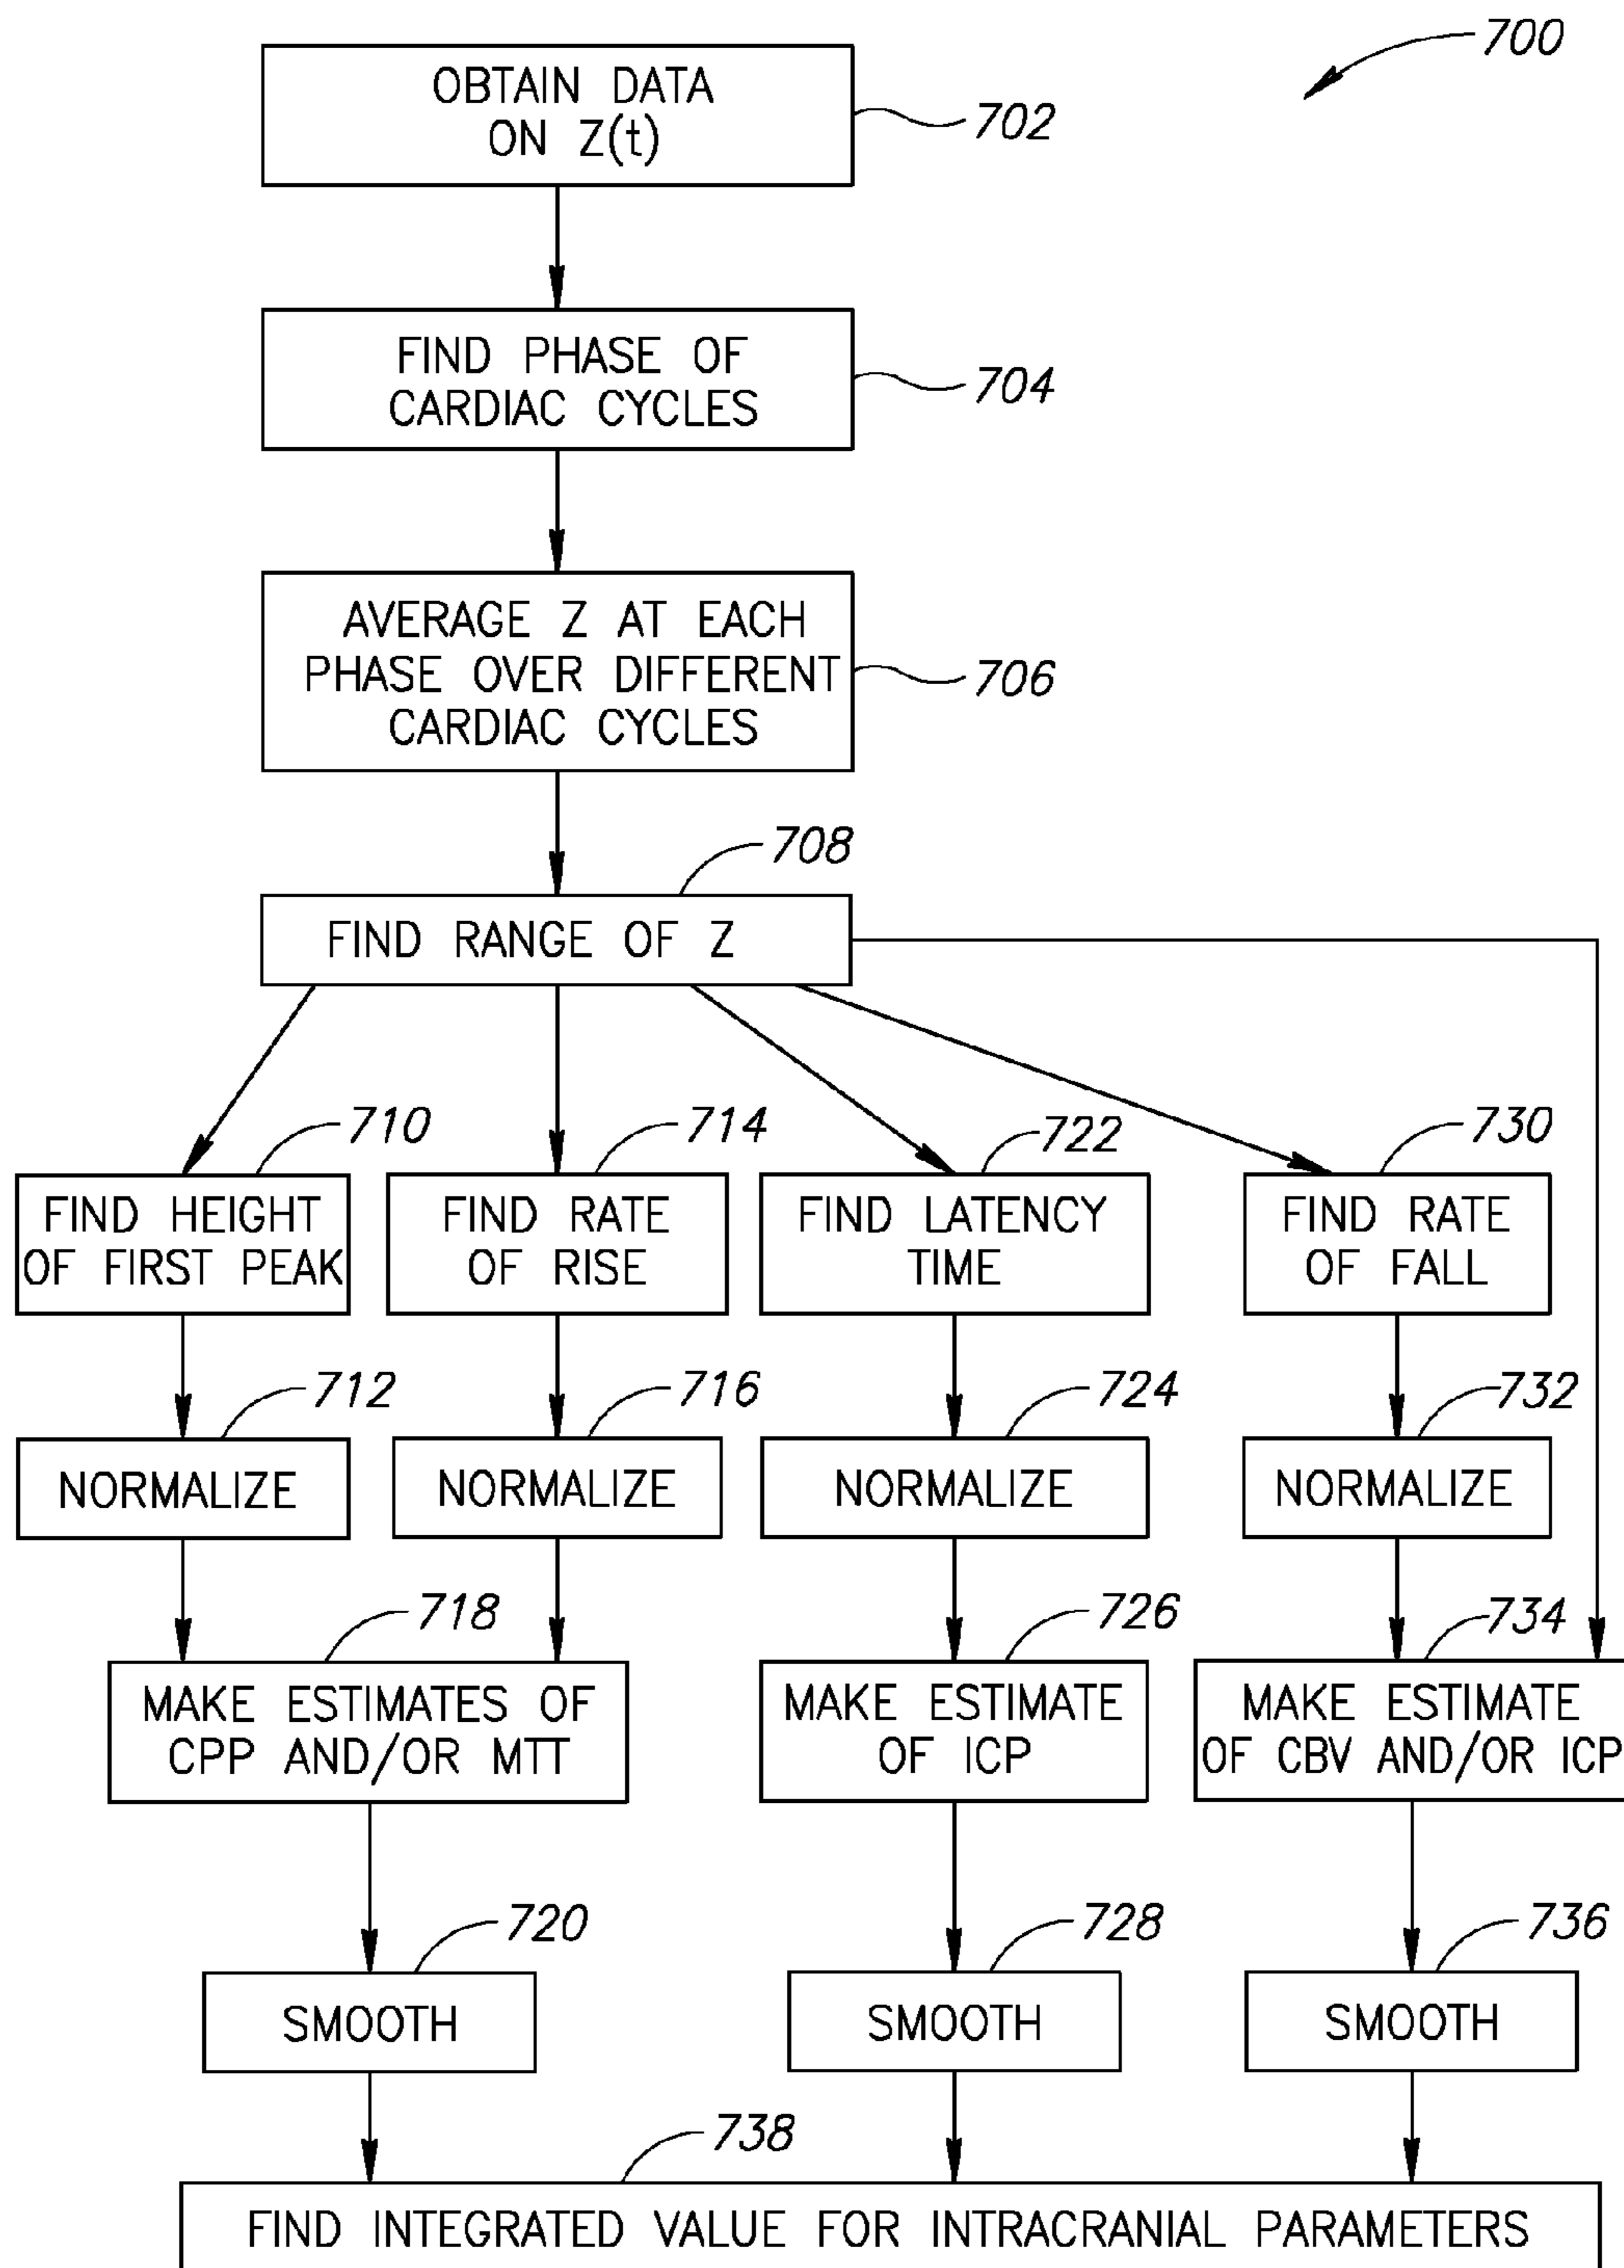 700
OBTAIN DATA
ON Z(t)
702
FIND PHASE OF
CARDIAC CYCLES
704
AVERAGE Z AT EACH
PHASE OVER DIFFERENT
CARDIAC CYCLES
706
708
FIND RANGE OF Z
710
714
722
730
FIND HEIGHT
OF FIRST PEAK
FIND RATE
OF RISE
FIND LATENCY
TIME
FIND RATE
OF FALL
712
716
724
732
NORMALIZE
NORMALIZE
NORMALIZE
NORMALIZE
718
726
734
MAKE ESTIMATES OF
CPP AND/OR MTT
MAKE ESTIMATE
OF ICP
MAKE ESTIMATE
OF CBV AND/OR ICP
720
728
736
SMOOTH
SMOOTH
SMOOTH
738
FIND INTEGRATED VALUE FOR INTRACRANIAL PARAMETERS